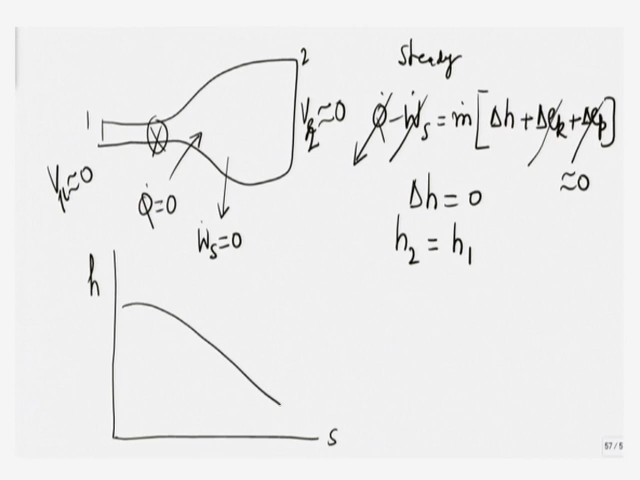 Steady
1
2
V₁≈0
V₂≈0
Q̇=0
Ẇs=0
Q̇ - Ẇs = ṁ[Δh + Δek + Δep]
≈0
Δh = 0
h₂ = h₁
h
s
57 / 5